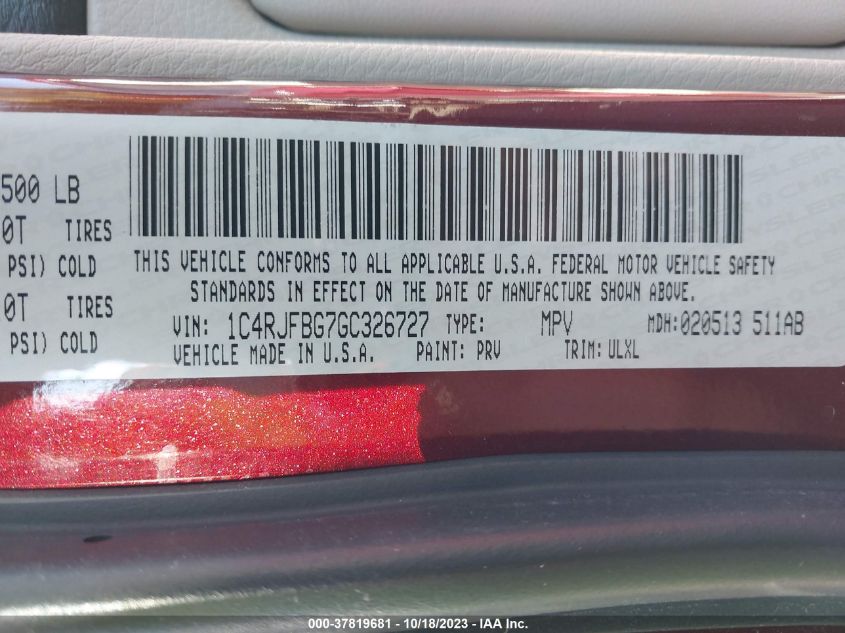 500 LB
0T TIRES
PSI) COLD
0T TIRES
PSI) COLD
THIS VEHICLE CONFORMS TO ALL APPLICABLE U.S.A. FEDERAL MOTOR VEHICLE SAFETY
STANDARDS IN EFFECT ON THE DATE OF MANUFACTURE SHOWN ABOVE.
VIN: 1C4RJFBG7GC326727 TYPE: MPV MDH:020513 511AB
VEHICLE MADE IN U.S.A. PAINT: PRV TRIM: ULXL
000-37819681 - 10/18/2023 - IAA Inc.